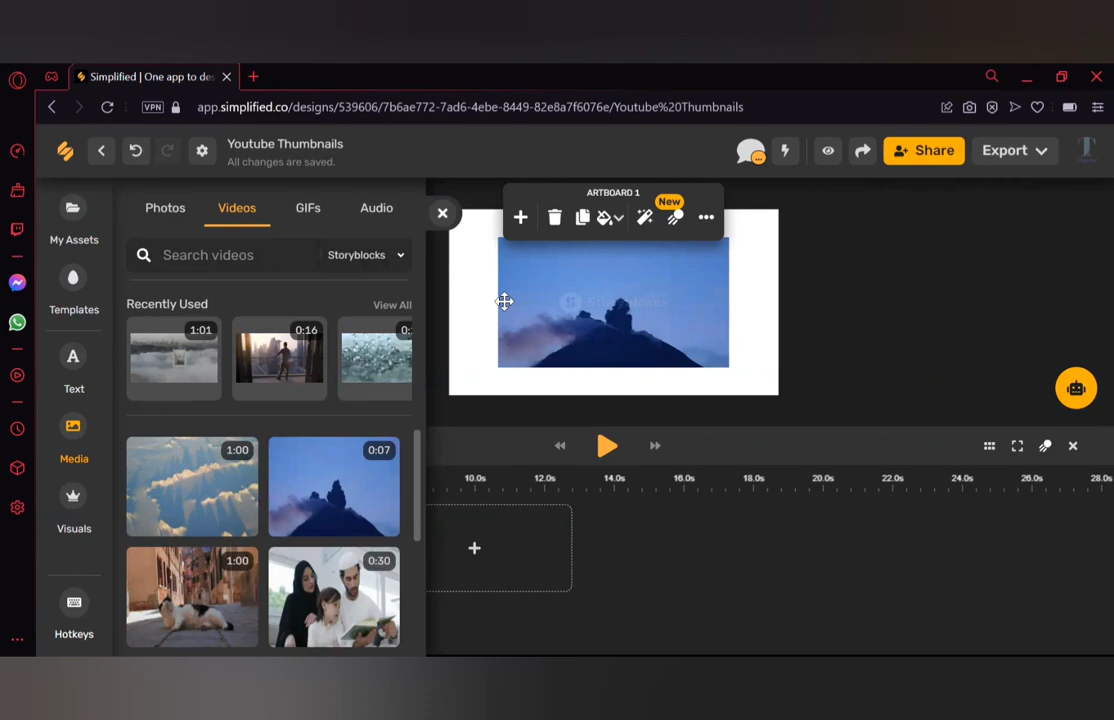 Simplified | One app to des
VPN
app.simplified.co/designs/539606/7b6ae772-7ad6-4ebe-8449-82e8a7f6076e/Youtube%20Thumbnails
Youtube Thumbnails
All changes are saved.
Share
Export
My Assets
Templates
Text
Media
Visuals
Hotkeys
Photos
Videos
GIFs
Audio
Search videos
Storyblocks
Recently Used
View All
1:01
0:16
0:
1:00
0:07
1:00
0:30
ARTBOARD 1
New
Storyblocks
10.0s
12.0s
14.0s
16.0s
18.0s
20.0s
22.0s
24.0s
26.0s
28.0s